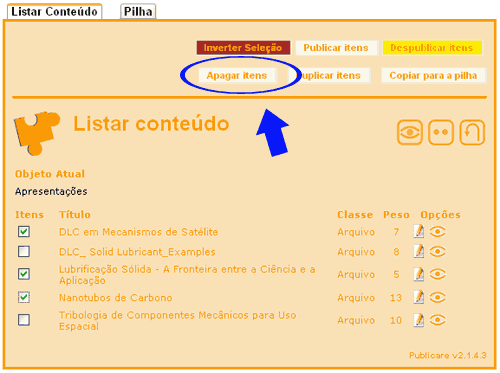 Listar Conteúdo Pilha
Inverter Seleção Publicar itens Despublicar itens
Apagar itens uplicar itens Copiar para a pilha
Listar conteúdo
Objeto Atual
Apresentações
Itens Título Classe Peso Opções
DLC em Mecanismos de Satélite Arquivo 7
DLC_ Solid Lubricant_Examples Arquivo 8
Lubrificação Sólida - A Fronteira entre a Ciência e a
Aplicação Arquivo 5
Nanotubos de Carbono Arquivo 13
Tribologia de Componentes Mecânicos para Uso
Espacial Arquivo 10
Publicare v2.1.4.3